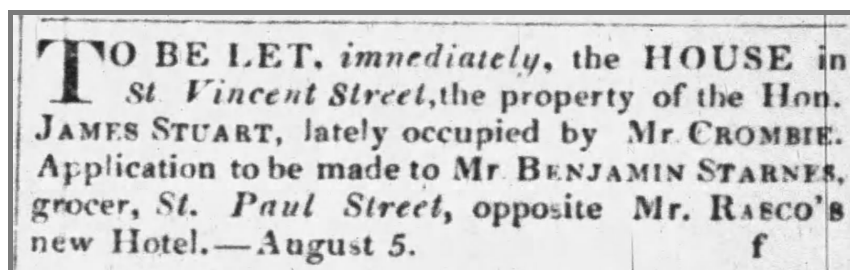 TO BE LET, imnediately, the HOUSE in
St Vincent Street,the property of the Hon.
JAMES STUART, lately occupied by Mr. CROMBIE.
Application to be made to Mr BENJAMIN STARNES,
grocer, St. Paul Street, opposite Mr. RASCO'S
new Hotel.—August 5. f